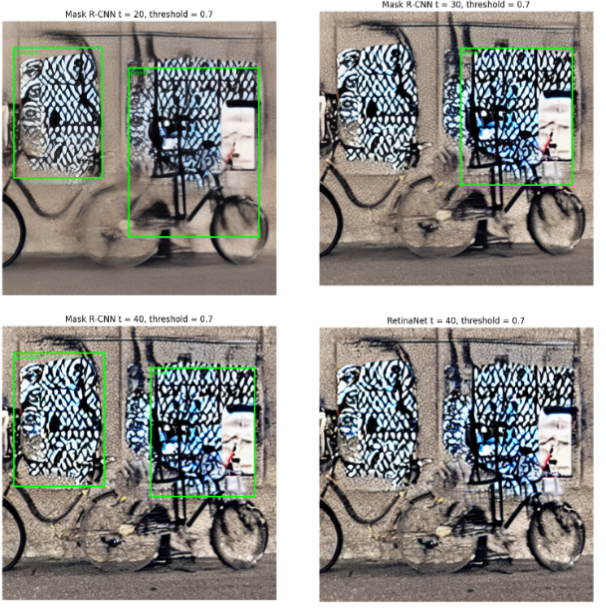 Mask R-CNN t = 20, threshold = 0.7
Mask R-CNN t = 30, threshold = 0.7
Mask R-CNN t = 40, threshold = 0.7
RetinaNet t = 40, threshold = 0.7